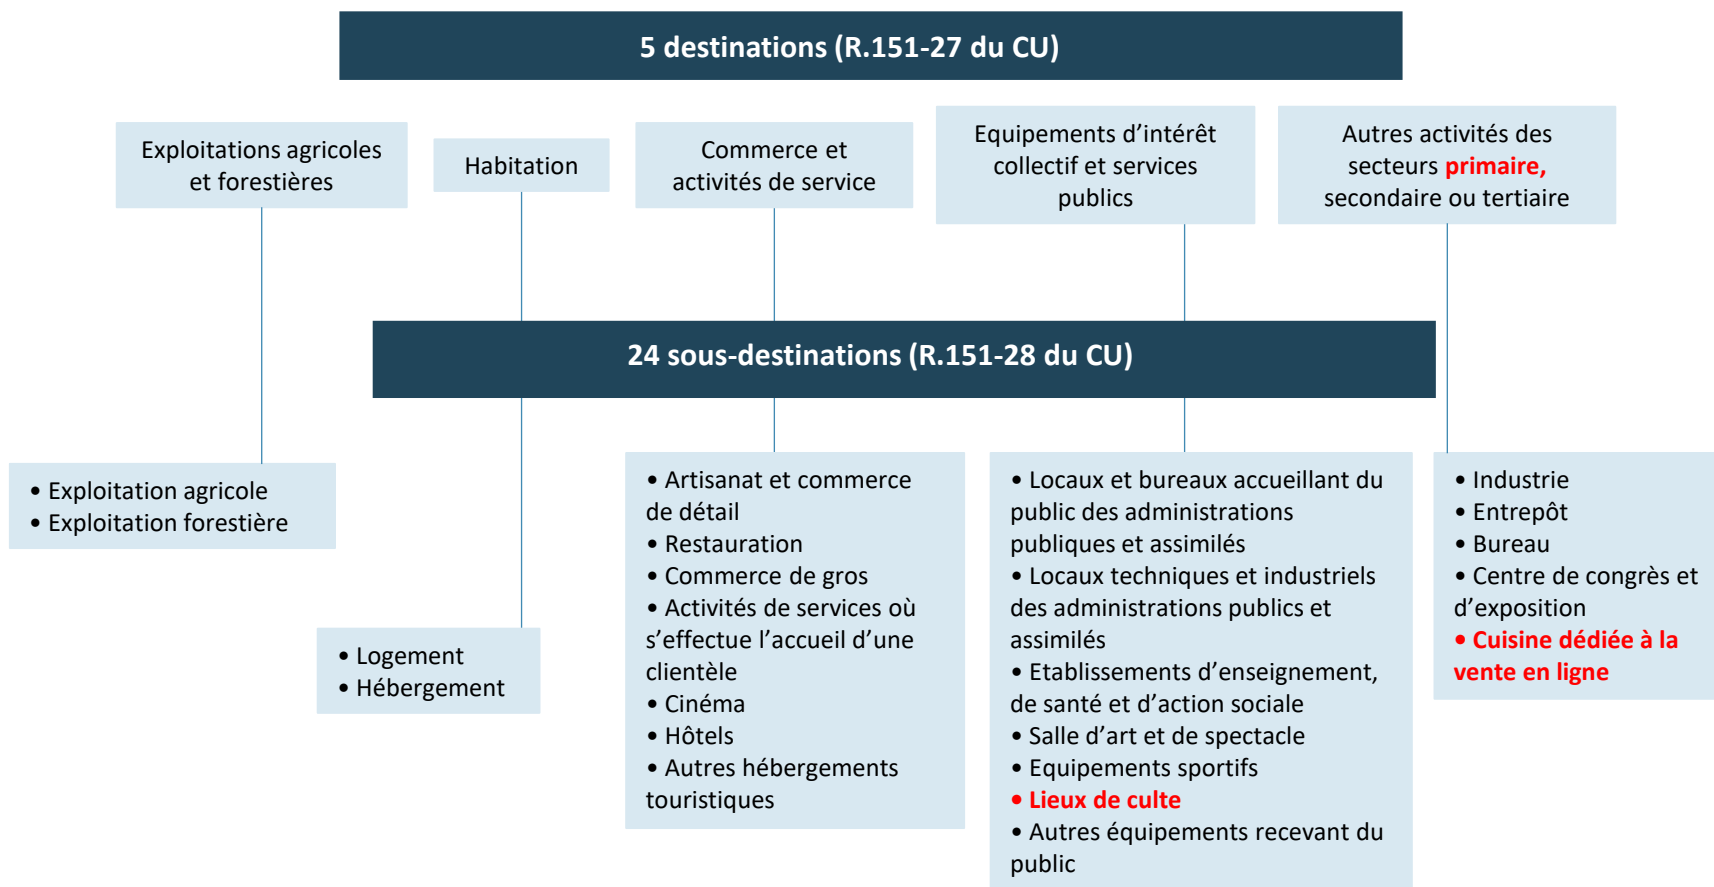 5 destinations (R.151-27 du CU)
Exploitations agricoles
et forestières
Habitation
Commerce et
activités de service
Equipements d’intérêt
collectif et services
publics
Autres activités des
secteurs primaire,
secondaire ou tertiaire
24 sous-destinations (R.151-28 du CU)
• Exploitation agricole
• Exploitation forestière
• Logement
• Hébergement
• Artisanat et commerce
de détail
• Restauration
• Commerce de gros
• Activités de services où
s’effectue l’accueil d’une
clientèle
• Cinéma
• Hôtels
• Autres hébergements
touristiques
• Locaux et bureaux accueillant du
public des administrations
publiques et assimilés
• Locaux techniques et industriels
des administrations publics et
assimilés
• Etablissements d’enseignement,
de santé et d’action sociale
• Salle d’art et de spectacle
• Equipements sportifs
• Lieux de culte
• Autres équipements recevant du
public
• Industrie
• Entrepôt
• Bureau
• Centre de congrès et
d’exposition
• Cuisine dédiée à la
vente en ligne